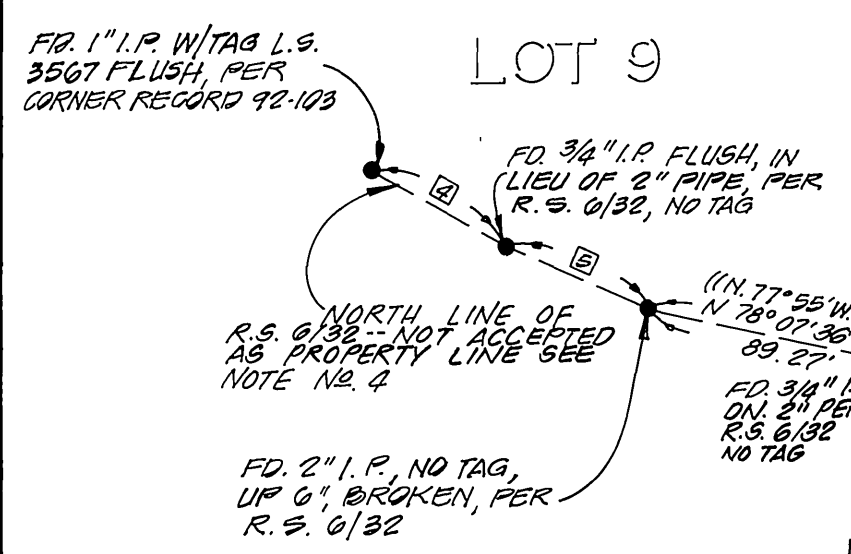 FD. 1" I.P. W/TAG L.S.
3567 FLUSH, PER
CORNER RECORD 92-103
LOT 9
FD. 3/4" I.P. FLUSH, IN
LIEU OF 2" PIPE, PER
R.S. 6/32, NO TAG
4
5
((N. 77°55' W.
N 78°07'36"
89.27'
NORTH LINE OF
R.S. 6/32 -- NOT ACCEPTED
AS PROPERTY LINE SEE
NOTE NO. 4
FD. 3/4" I.
DN. 2" PER
R.S. 6/32
NO TAG
FD. 2" I.P., NO TAG,
UP 6", BROKEN, PER
R.S. 6/32